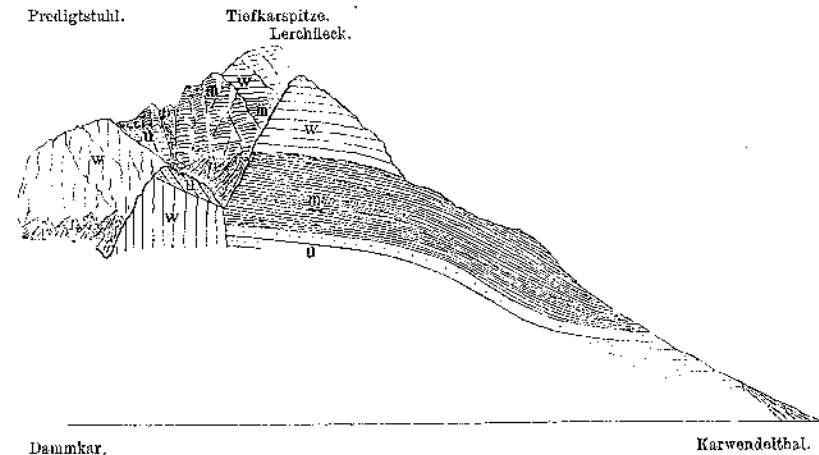 Predigtstuhl.
Tiefkarspitze.
Lerchfleck.
w
m
u
m
w
w
m
u
w
u
Dammkar.
Karwendelthal.